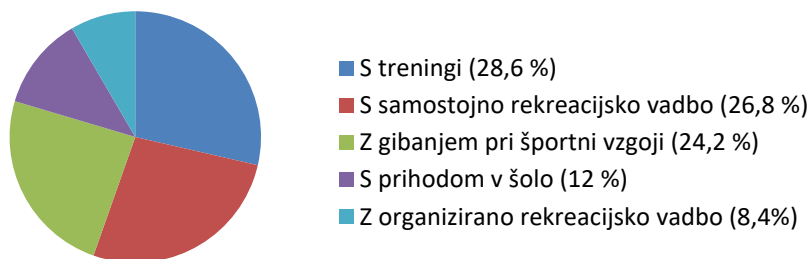 S treningi (28,6 %)
S samostojno rekreacijsko vadbo (26,8 %)
Z gibanjem pri športni vzgoji (24,2 %)
S prihodom v šolo (12 %)
Z organizirano rekreacijsko vadbo (8,4%)